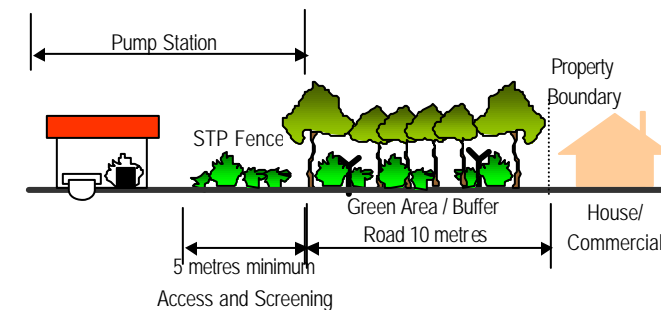 Pump Station
Property
Boundary
STP Fence
Green Area / Buffer
Road 10 metres
House/
Commercial
5 metres minimum
Access and Screening